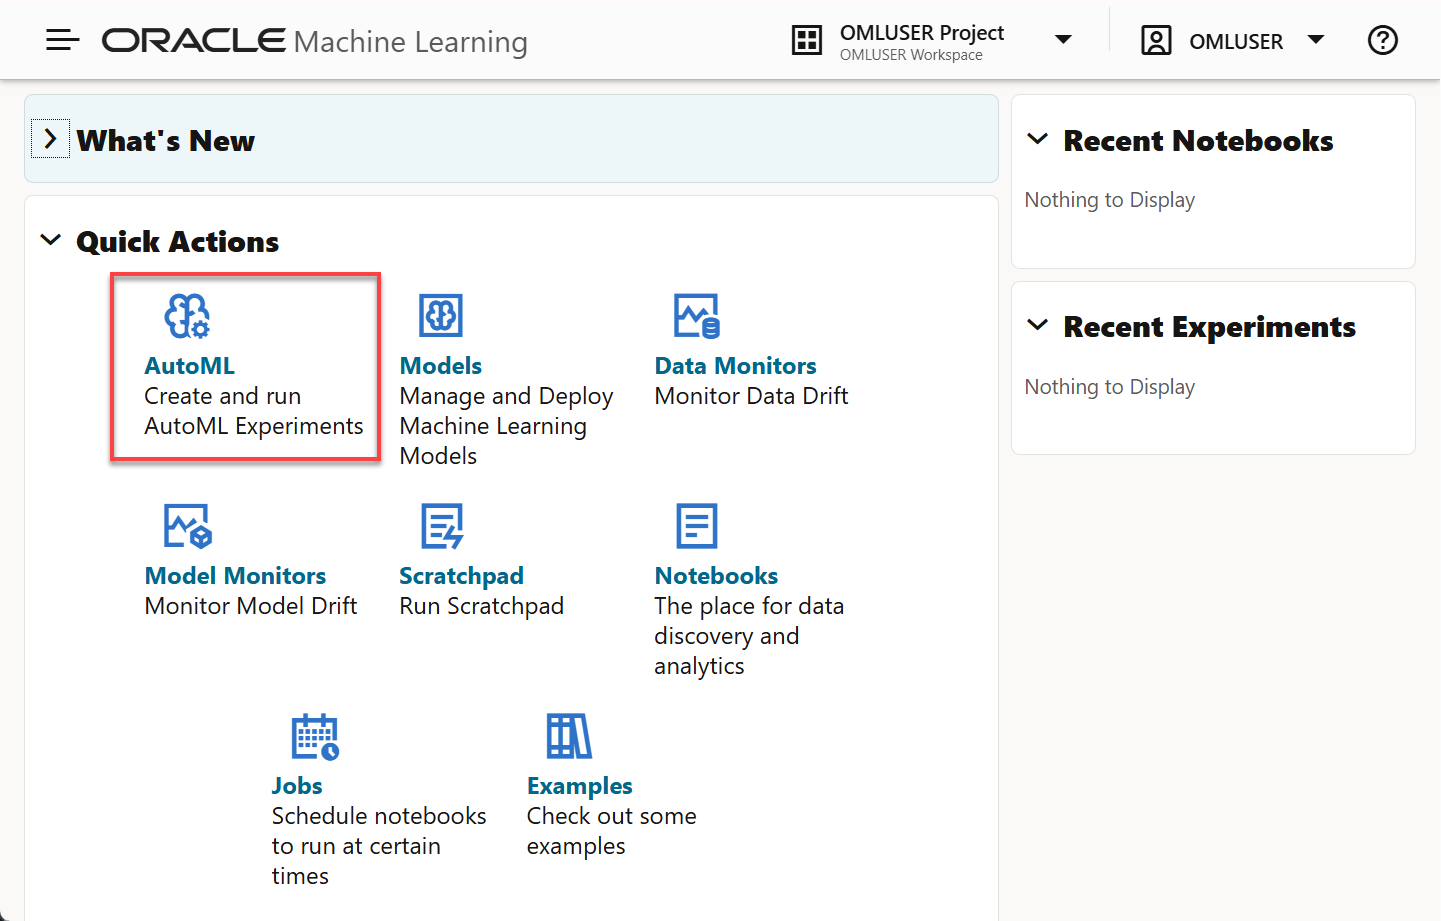 ORACLE Machine Learning
OMLUSER Project
OMLUSER Workspace
OMLUSER
What's New
Quick Actions
AutoML
Create and run
AutoML Experiments
Models
Manage and Deploy
Machine Learning
Models
Data Monitors
Monitor Data Drift
Model Monitors
Monitor Model Drift
Scratchpad
Run Scratchpad
Notebooks
The place for data
discovery and
analytics
Jobs
Schedule notebooks
to run at certain
times
Examples
Check out some
examples
Recent Notebooks
Nothing to Display
Recent Experiments
Nothing to Display